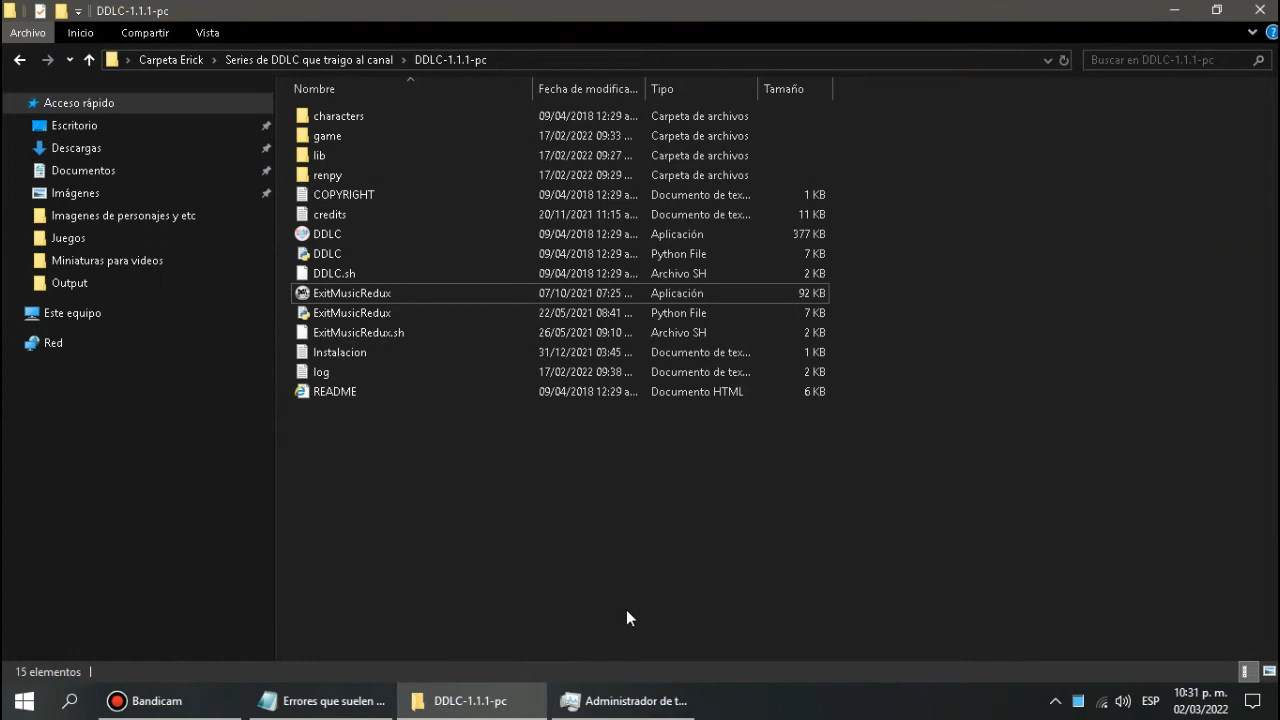 DDLC-1.1.1-pc
Archivo Inicio Compartir Vista
Carpeta Erick Series de DDLC que traigo al canal DDLC-1.1.1-pc Buscar en DDLC-1.1.1-pc
Nombre Fecha de modifica... Tipo Tamaño
Acceso rápido
Escritorio
Descargas
Documentos
Imágenes
Imagenes de personajes y etc
Juegos
Miniaturas para videos
Output
Este equipo
Red
characters 09/04/2018 12:29 a... Carpeta de archivos
game 17/02/2022 09:33 ... Carpeta de archivos
lib 17/02/2022 09:27 ... Carpeta de archivos
renpy 17/02/2022 09:29 ... Carpeta de archivos
COPYRIGHT 09/04/2018 12:29 a... Documento de tex... 1 KB
credits 20/11/2021 11:15 a... Documento de tex... 11 KB
DDLC 09/04/2018 12:29 a... Aplicación 377 KB
DDLC 09/04/2018 12:29 a... Python File 7 KB
DDLC.sh 09/04/2018 12:29 a... Archivo SH 2 KB
ExitMusicRedux 07/10/2021 07:25 ... Aplicación 92 KB
ExitMusicRedux 22/05/2021 08:41 ... Python File 7 KB
ExitMusicRedux.sh 26/05/2021 09:10 ... Archivo SH 2 KB
Instalacion 31/12/2021 03:45 ... Documento de tex... 1 KB
log 17/02/2022 09:38 ... Documento de tex... 2 KB
README 09/04/2018 12:29 a... Documento HTML 6 KB
15 elementos
Bandicam Errores que suelen ... DDLC-1.1.1-pc Administrador de t... ESP 10:31 p. m.
02/03/2022